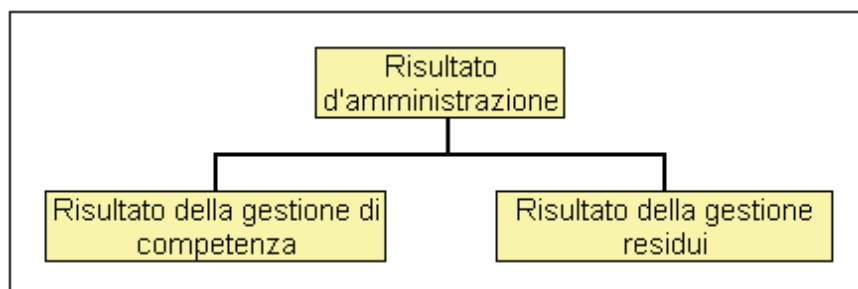 Risultato
d'amministrazione
Risultato della gestione di
competenza
Risultato della gestione
residui